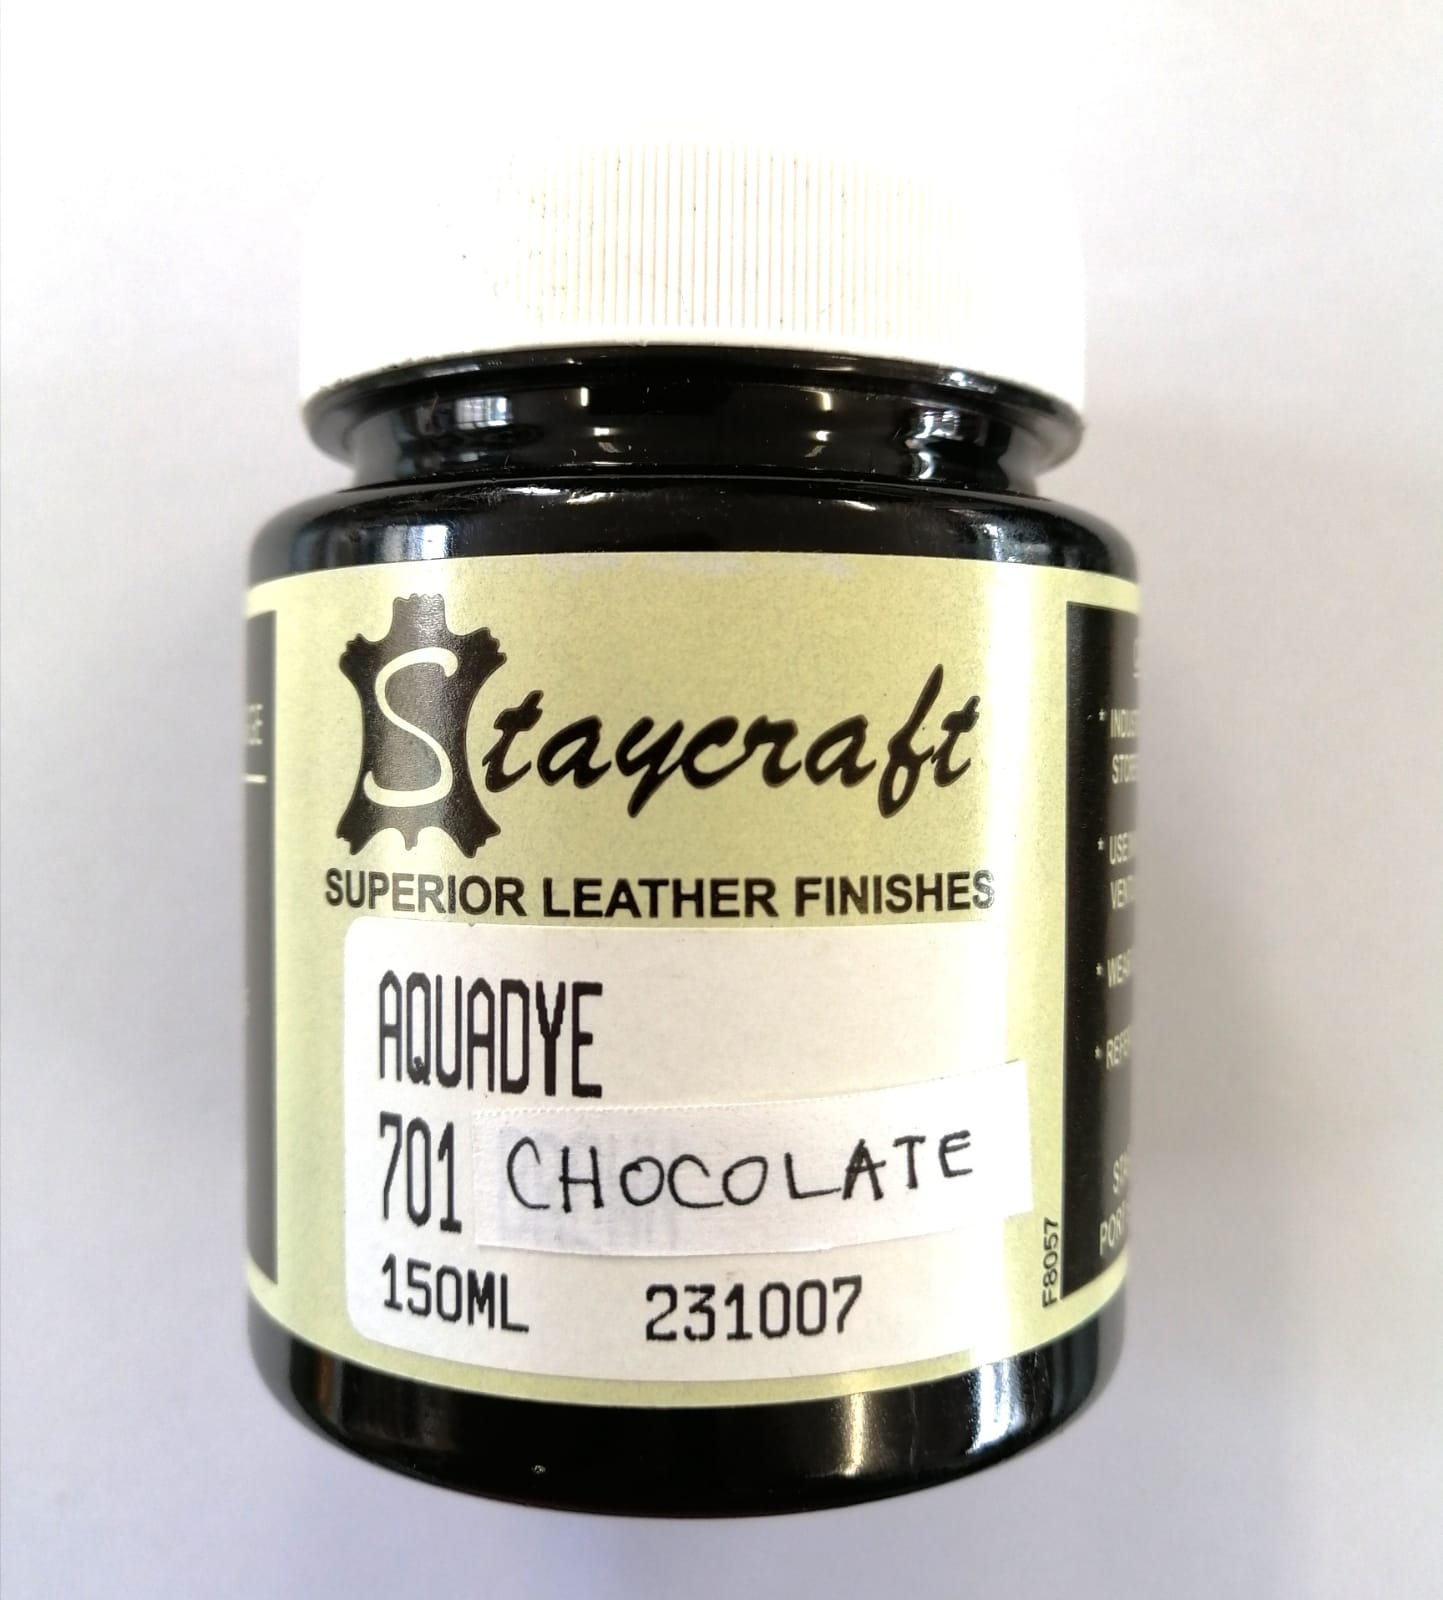 Staycraft
SUPERIOR LEATHER FINISHES
AQUADYE
701 CHOCOLATE
150ML 231007
F8057